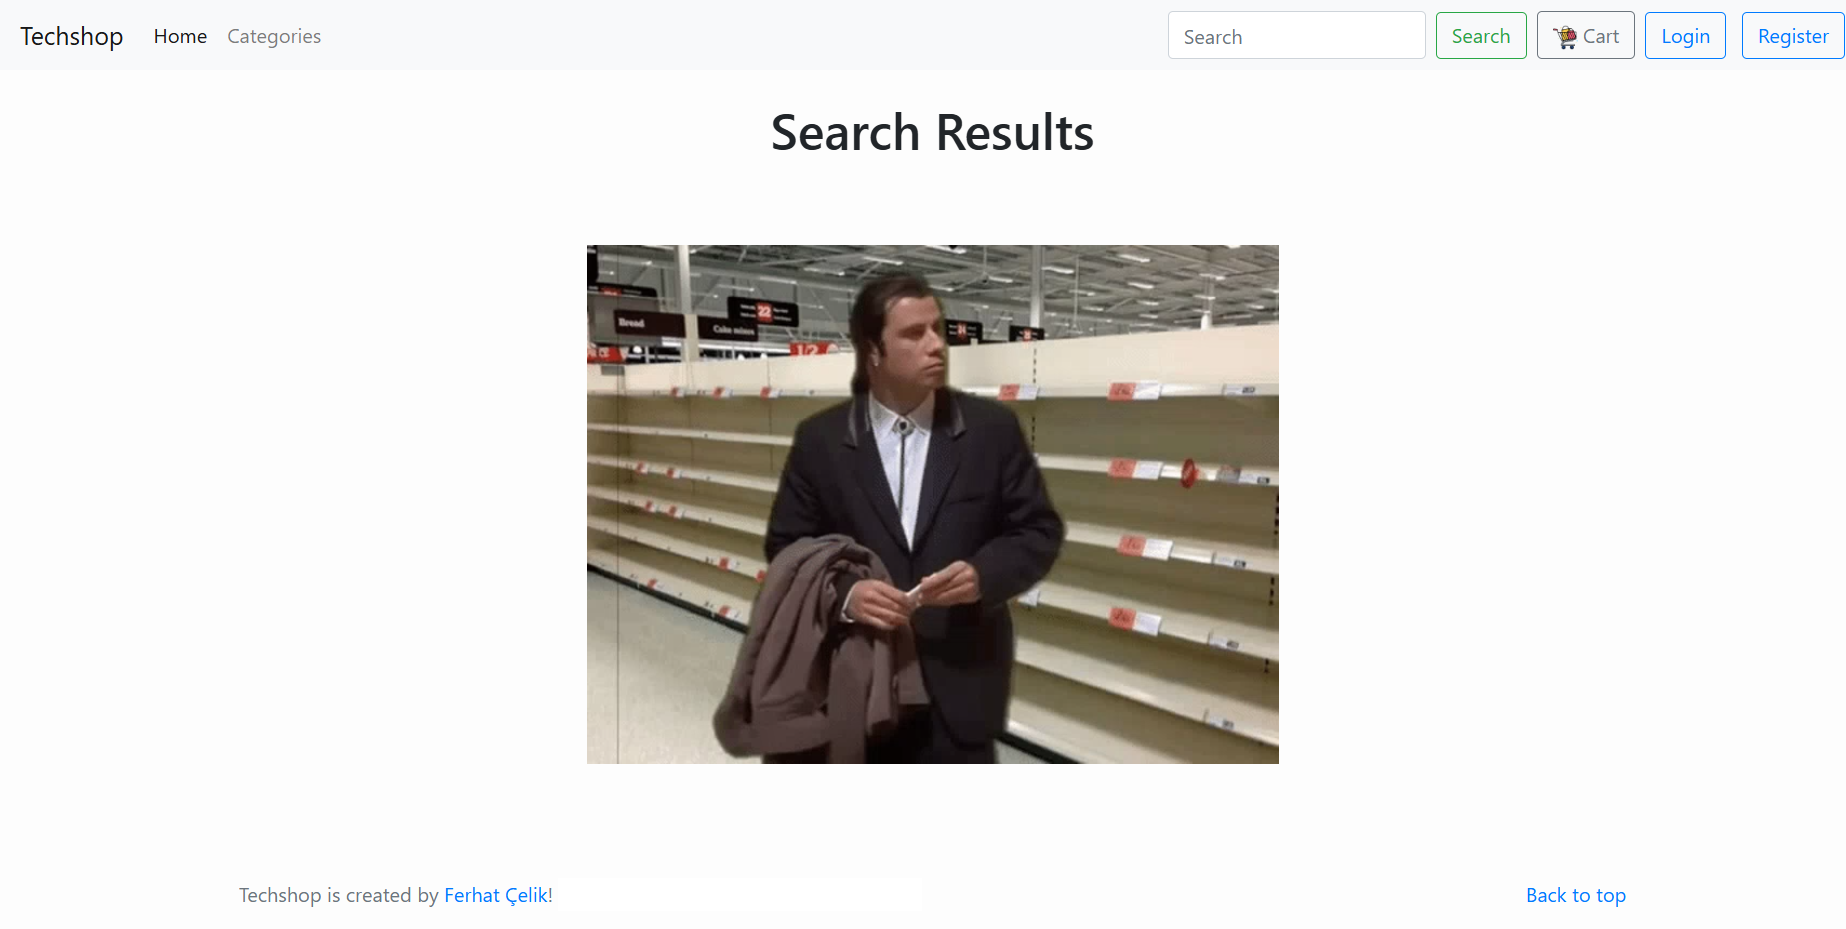 Techshop Home Categories Search Search Cart Login Register
Search Results
22
Bread
Cake mixes
24
1/2
Techshop is created by Ferhat Çelik!
Back to top